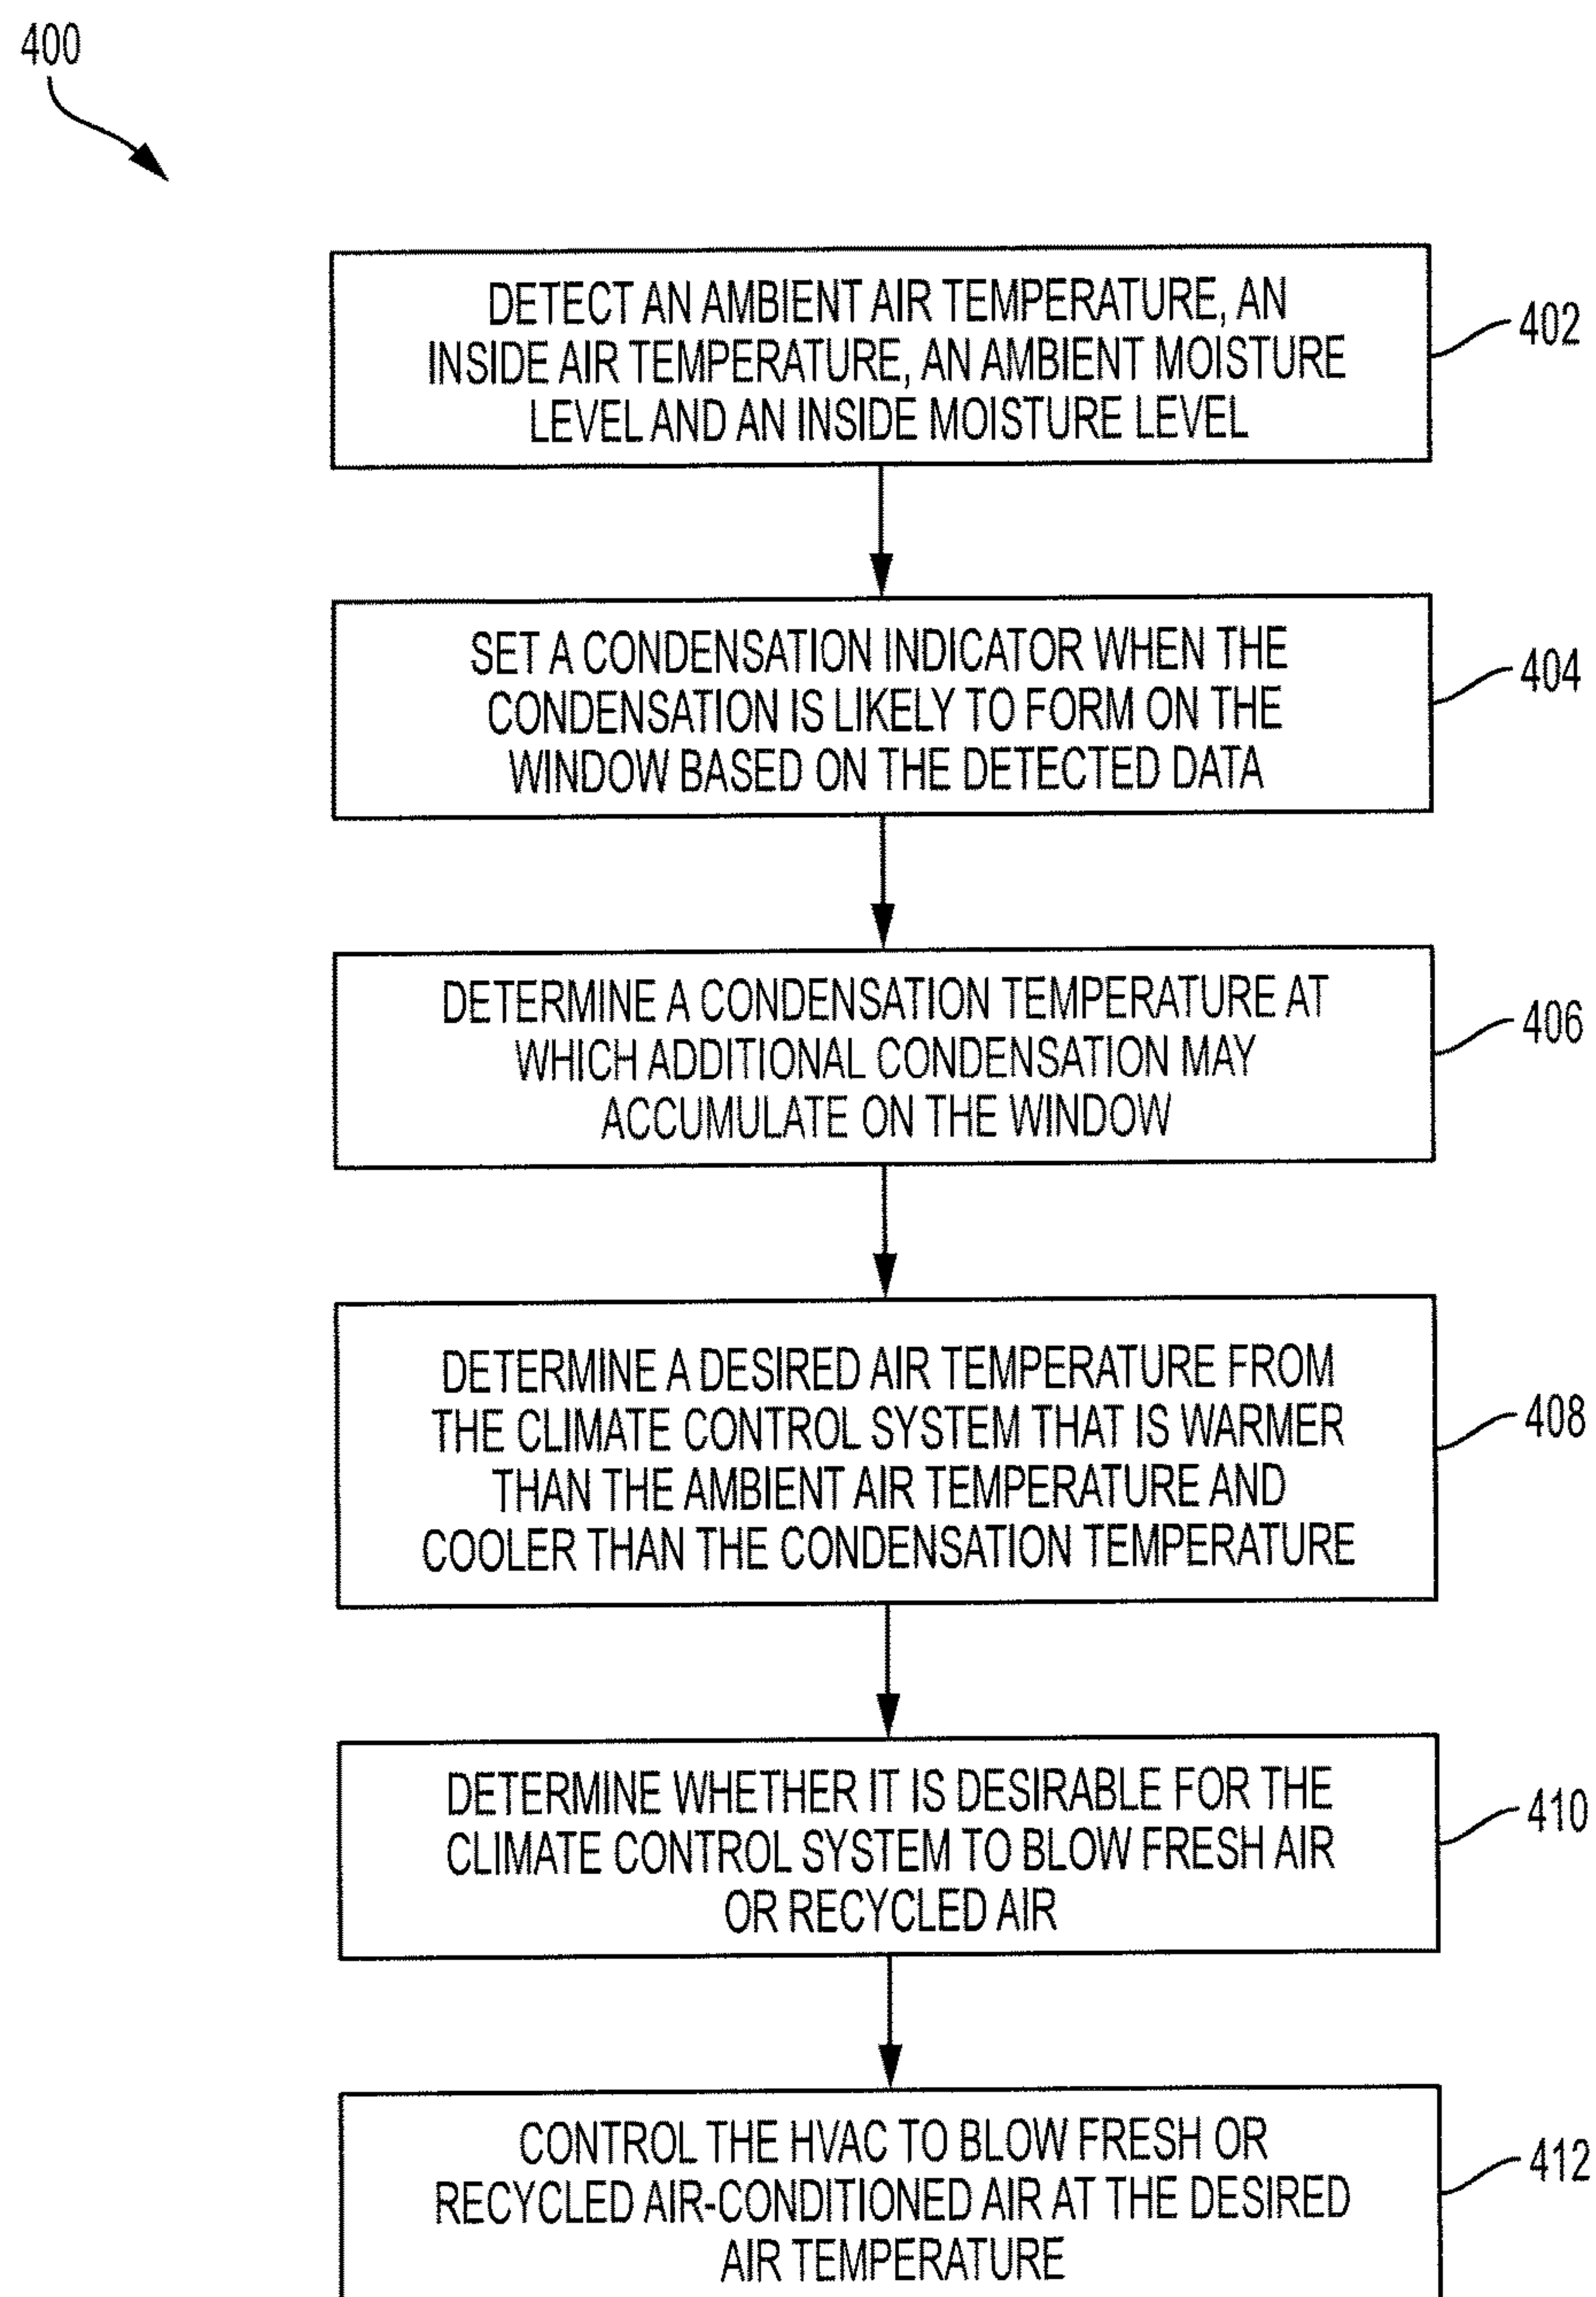 400
DETECT AN AMBIENT AIR TEMPERATURE, AN
INSIDE AIR TEMPERATURE, AN AMBIENT MOISTURE
LEVEL AND AN INSIDE MOISTURE LEVEL
402
SET A CONDENSATION INDICATOR WHEN THE
CONDENSATION IS LIKELY TO FORM ON THE
WINDOW BASED ON THE DETECTED DATA
404
DETERMINE A CONDENSATION TEMPERATURE AT
WHICH ADDITIONAL CONDENSATION MAY
ACCUMULATE ON THE WINDOW
406
DETERMINE A DESIRED AIR TEMPERATURE FROM
THE CLIMATE CONTROL SYSTEM THAT IS WARMER
THAN THE AMBIENT AIR TEMPERATURE AND
COOLER THAN THE CONDENSATION TEMPERATURE
408
DETERMINE WHETHER IT IS DESIRABLE FOR THE
CLIMATE CONTROL SYSTEM TO BLOW FRESH AIR
OR RECYCLED AIR
410
CONTROL THE HVAC TO BLOW FRESH OR
RECYCLED AIR-CONDITIONED AIR AT THE DESIRED
AIR TEMPERATURE
412